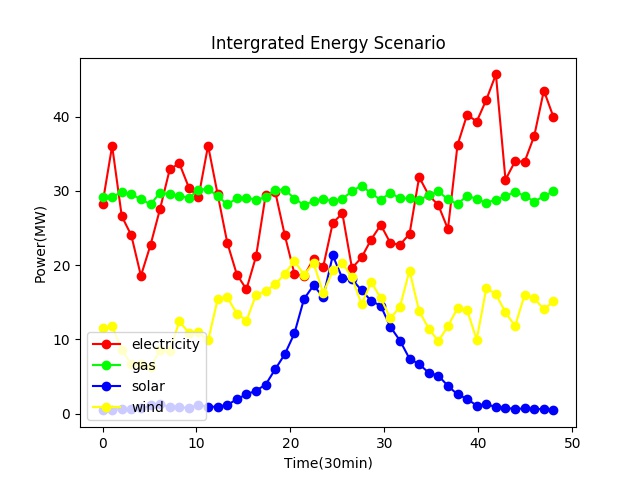 Intergrated Energy Scenario
Power(MW)
40
30
20
10
0
electricity
gas
solar
wind
0 10 20 30 40 50
Time(30min)